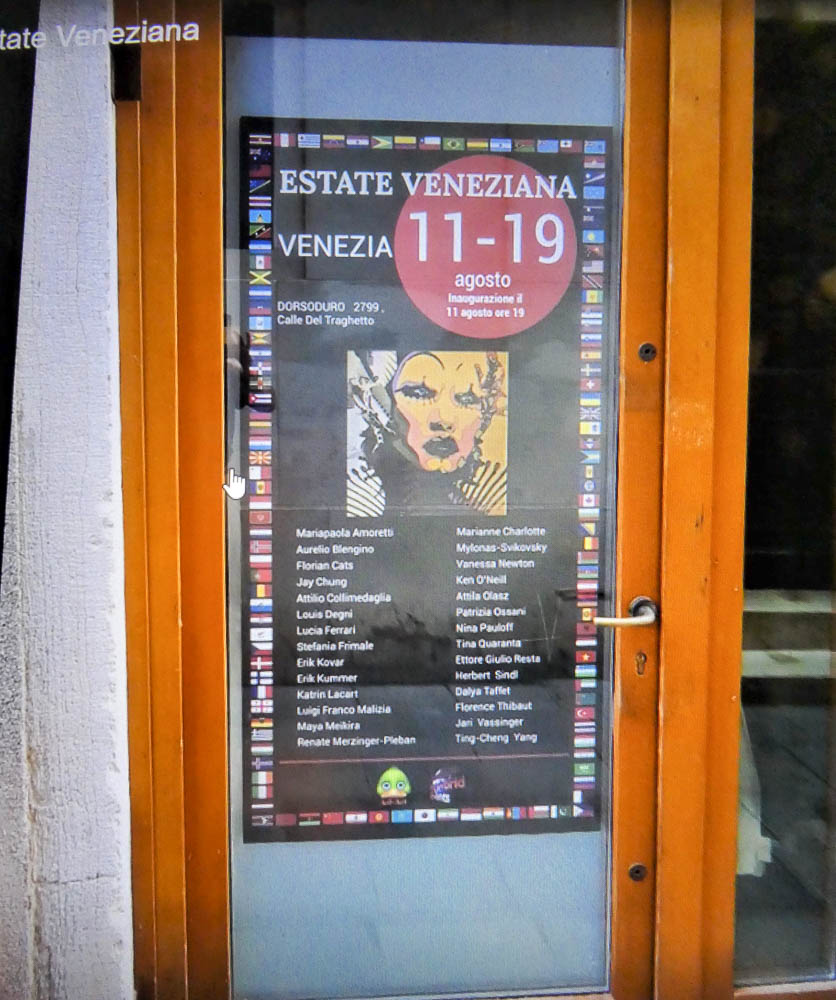 tate Veneziana
ESTATE VENEZIANA
VENEZIA
11-19
agosto
Inaugurazione il
11 agosto ore 19
DORSODURO 2799,
Calle Del Traghetto
Mariapaola Amoretti
Aurelio Blengino
Florian Cats
Jay Chung
Attilio Collimedaglia
Louis Degni
Lucia Ferrari
Stefania Frimale
Erik Kovar
Erik Kummer
Katrin Lacart
Luigi Franco Malizia
Maya Meikira
Renate Merzinger-Pleban
Marianne Charlotte
Mylonas-Svikovsky
Vanessa Newton
Ken O'Neill
Attila Olasz
Patrizia Ossani
Nina Pauloff
Tina Quaranta
Ettore Giulio Resta
Herbert Sindl
Dalya Taffet
Florence Thibaut
Jari Vassinger
Ting-Cheng Yang